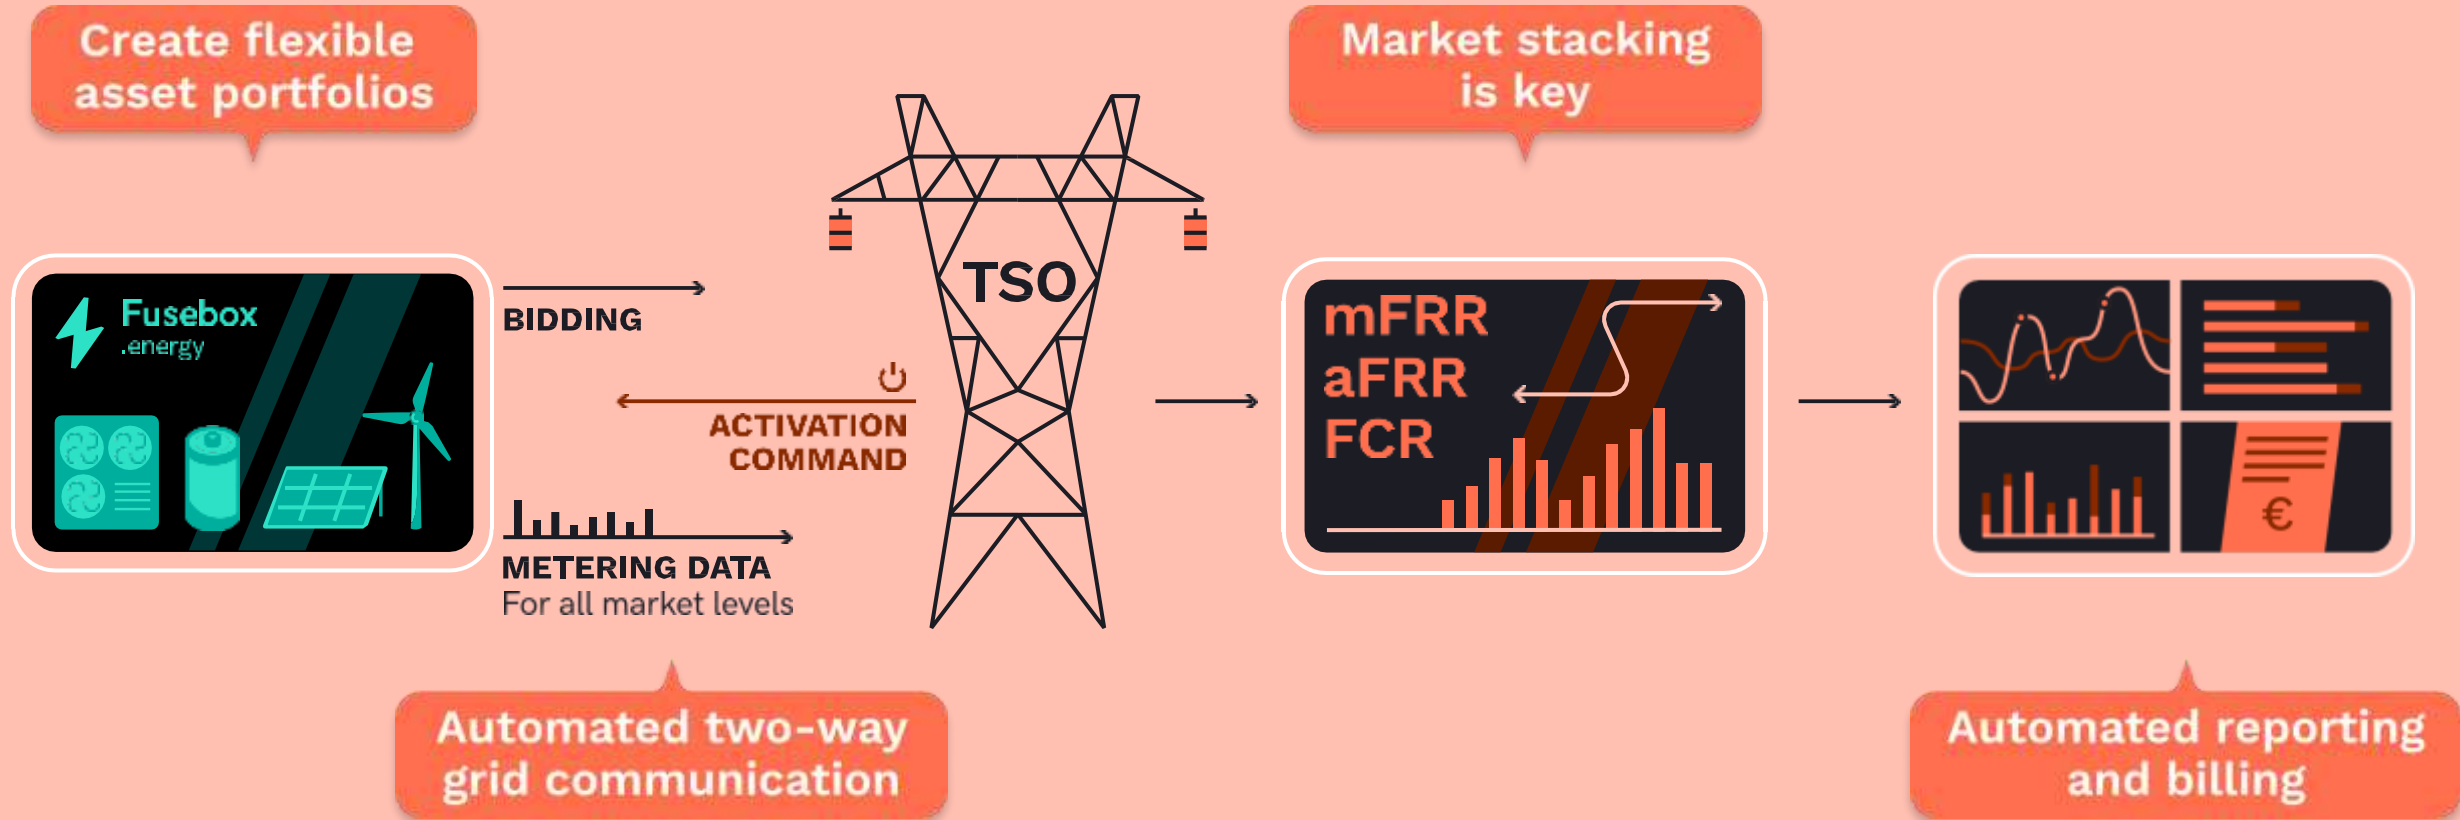 Create flexible
asset portfolios
Market stacking
is key
Fusebox
.energy
BIDDING
ACTIVATION
COMMAND
METERING DATA
For all market levels
TSO
mFRR
aFRR
FCR
€
Automated two-way
grid communication
Automated reporting
and billing